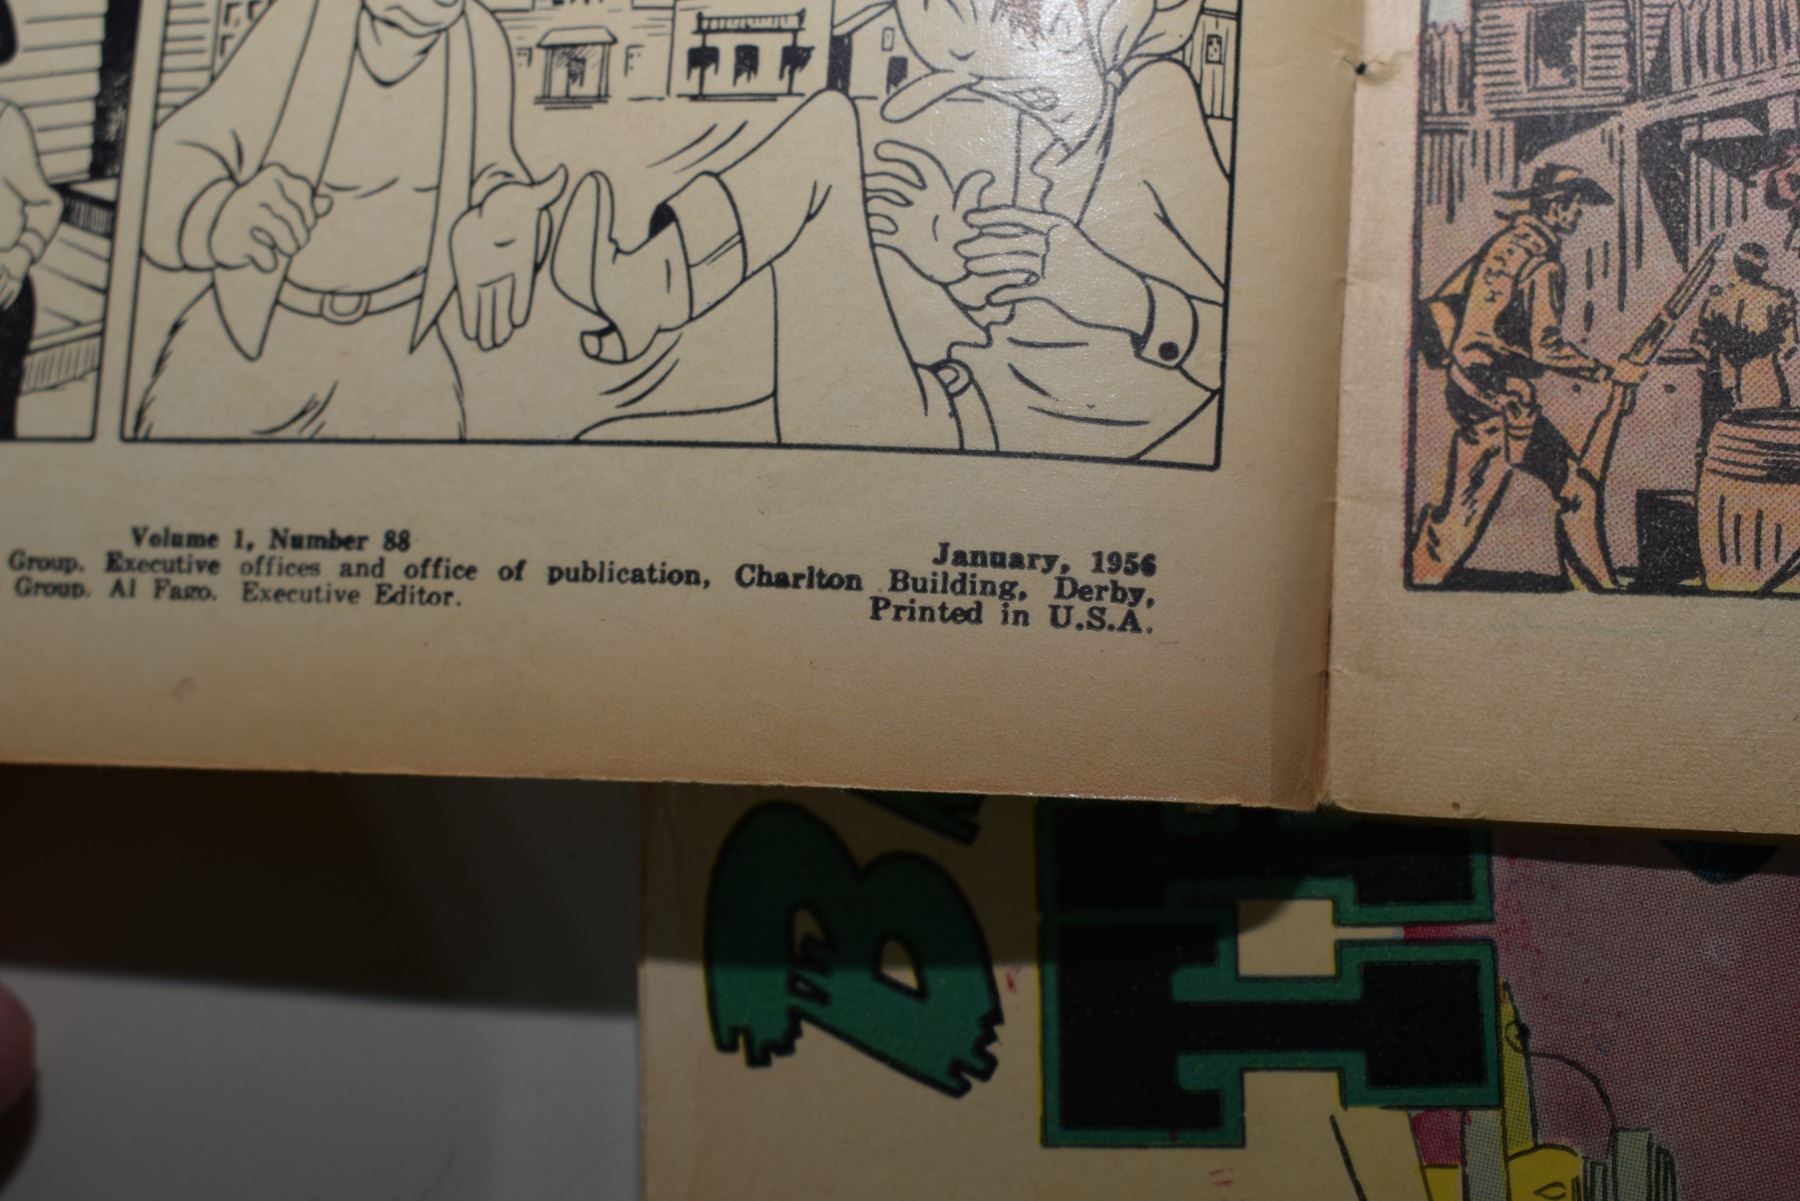 Volume 1, Number 88 January, 1956
Group. Executive offices and office of publication, Charlton Building, Derby,
Group. Al Fago. Executive Editor. Printed in U.S.A.
B
H